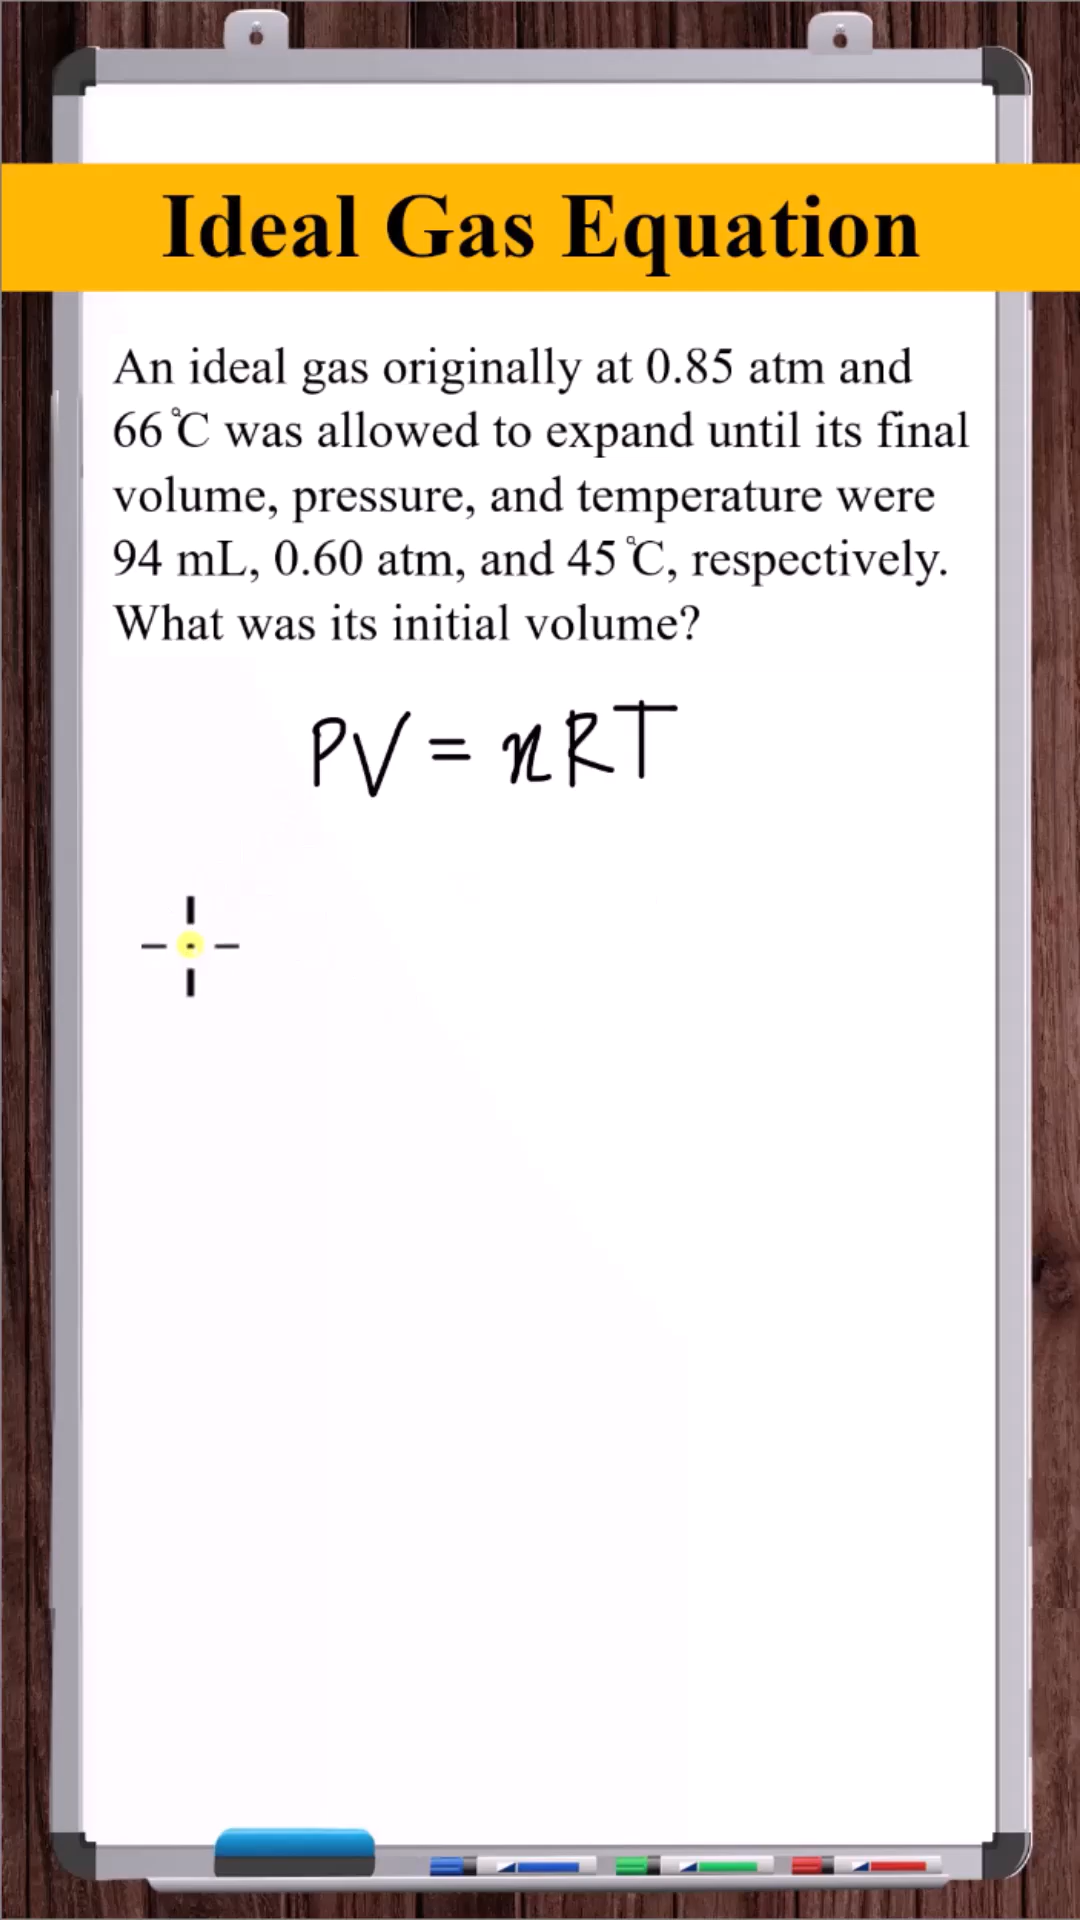 Ideal Gas Equation
An ideal gas originally at 0.85 atm and
66℃ was allowed to expand until its final
volume, pressure, and temperature were
94 mL, 0.60 atm, and 45℃, respectively.
What was its initial volume?
PV = nRT